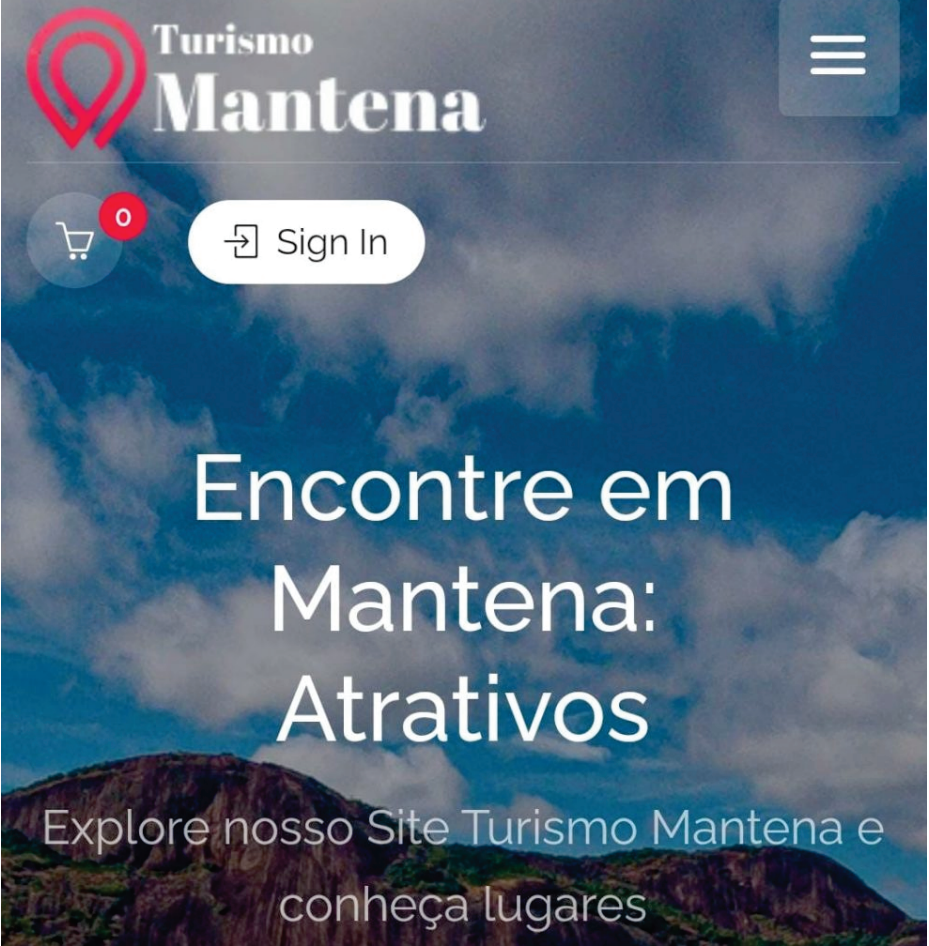 Turismo
Mantena
0
Sign In
Encontre em
Mantena:
Atrativos
Explore nosso Site Turismo Mantena e
conheça lugares